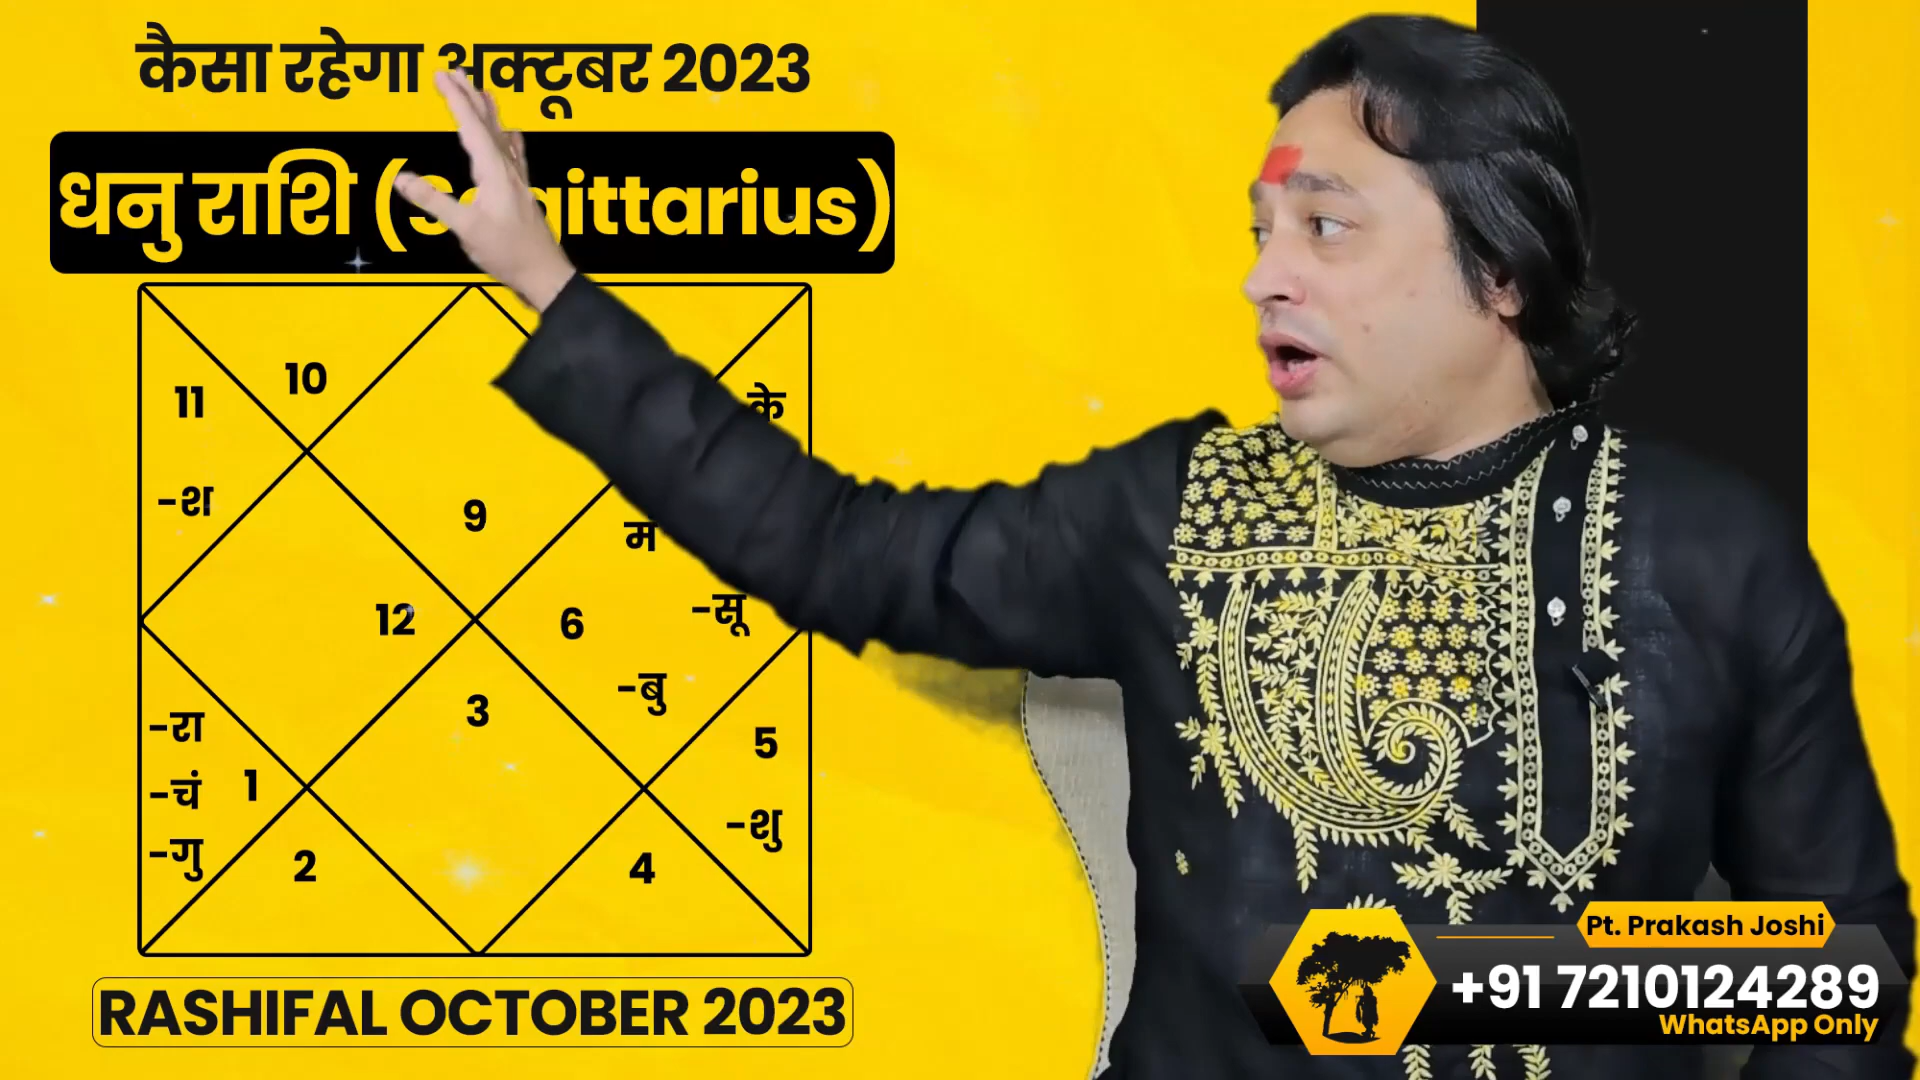 कैसा रहेगा अक्टूबर 2023
धनु राशि (Sagittarius)
10
11
के
-श
9
म
12
6
-सू
-बु
3
-रा
5
-चं
1
-शु
-गु
2
4
RASHIFAL OCTOBER 2023
Pt. Prakash Joshi
+91 7210124289
WhatsApp Only